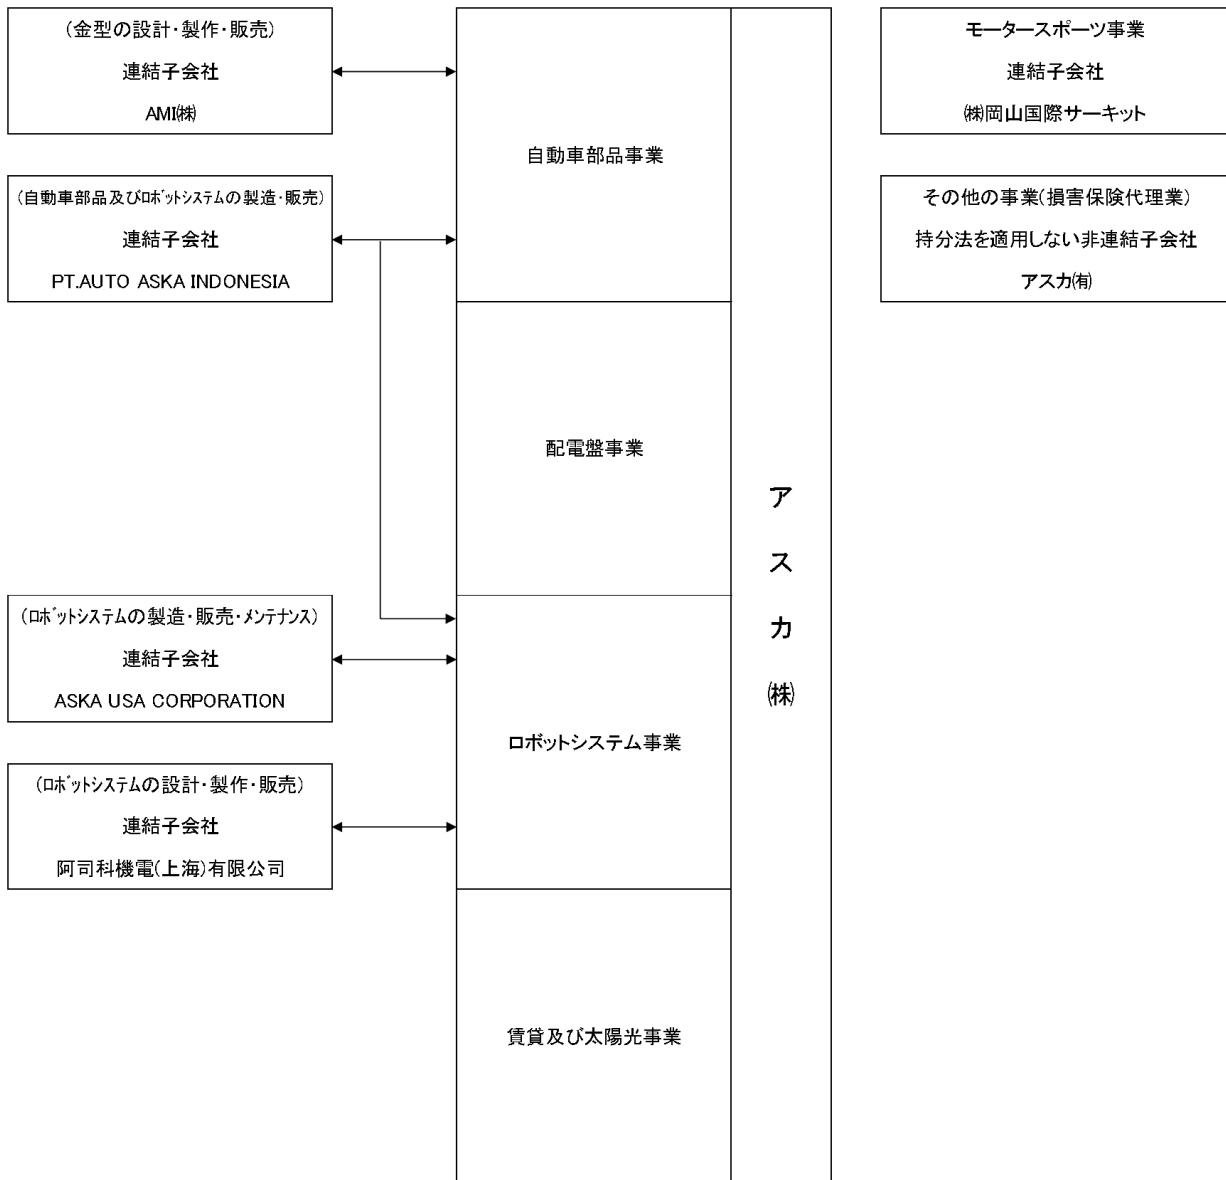 (金型の設計・製作・販売)
連結子会社
AMI㈱
(自動車部品及びﾛﾎﾞｯﾄｼｽﾃﾑの製造・販売)
連結子会社
PT.AUTO ASKA INDONESIA
(ﾛﾎﾞｯﾄｼｽﾃﾑの製造・販売・ﾒﾝﾃﾅﾝｽ)
連結子会社
ASKA USA CORPORATION
(ﾛﾎﾞｯﾄｼｽﾃﾑの設計・製作・販売)
連結子会社
阿司科機電(上海)有限公司
自動車部品事業
配電盤事業
ロボットシステム事業
賃貸及び太陽光事業
アスカ㈱
モータースポーツ事業
連結子会社
㈱岡山国際サーキット
その他の事業(損害保険代理業)
持分法を適用しない非連結子会社
アスカ㈲